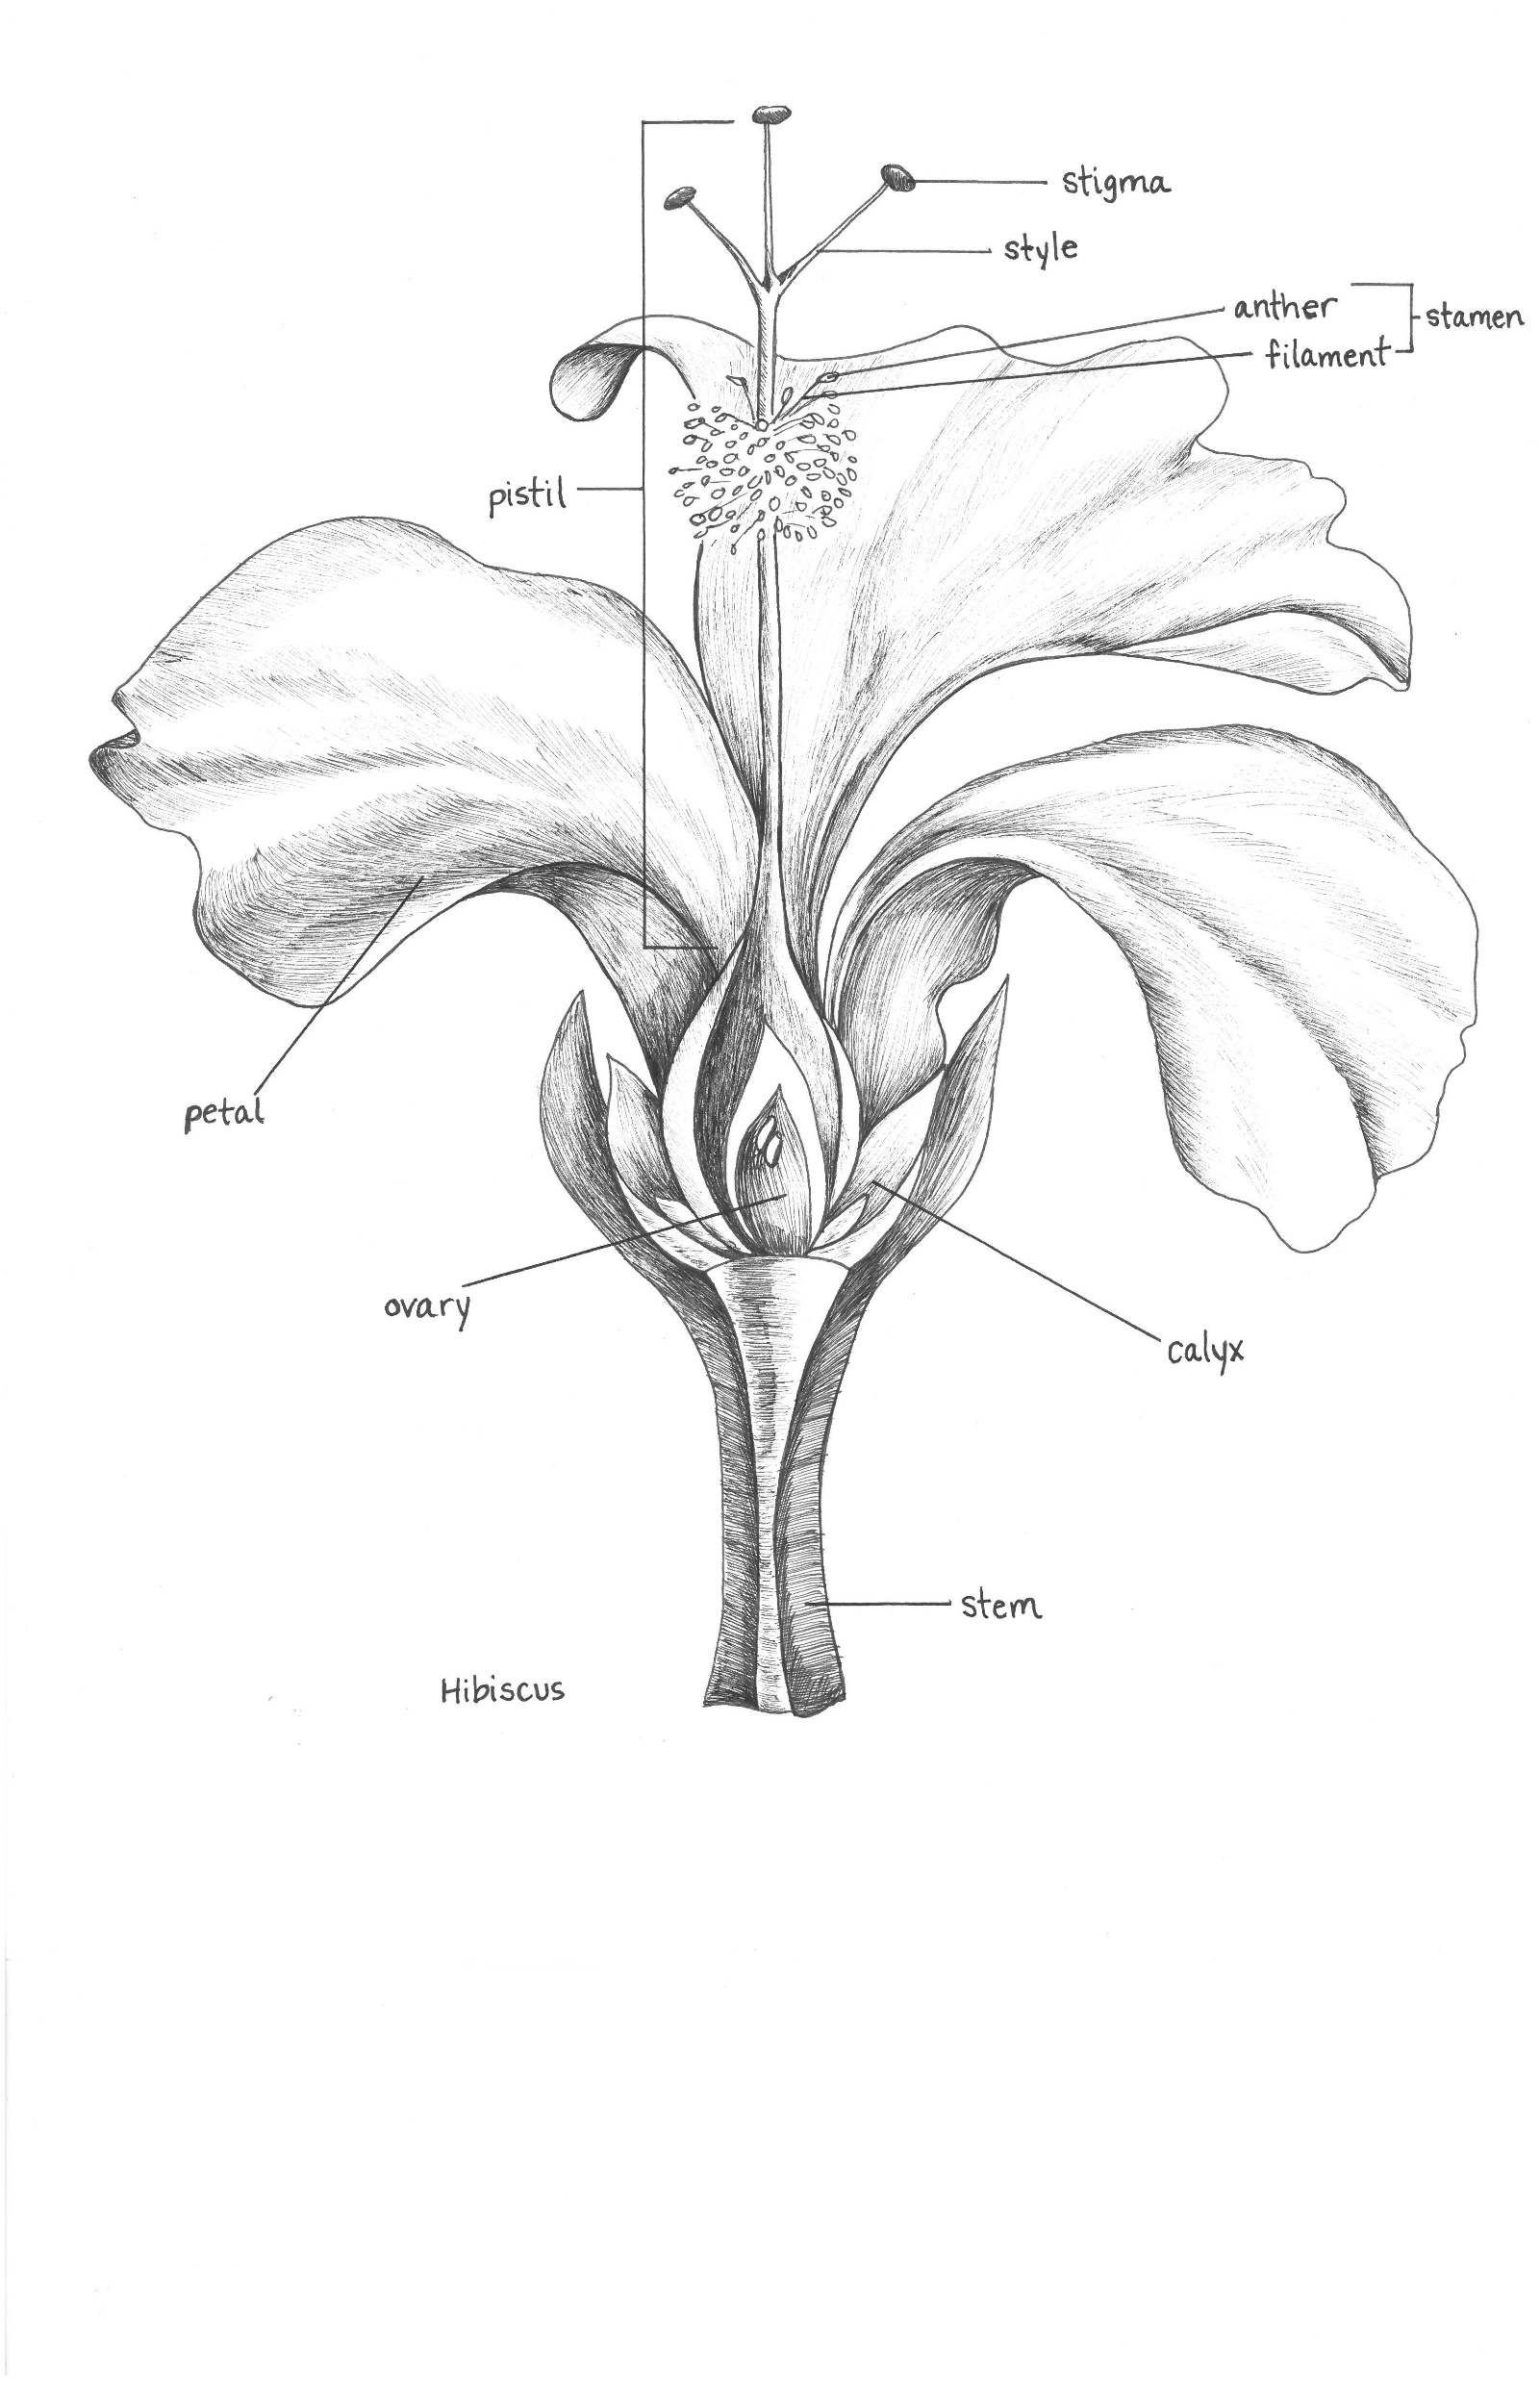 stigma
style
anther
stamen
filament
pistil
petal
ovary
calyx
stem
Hibiscus